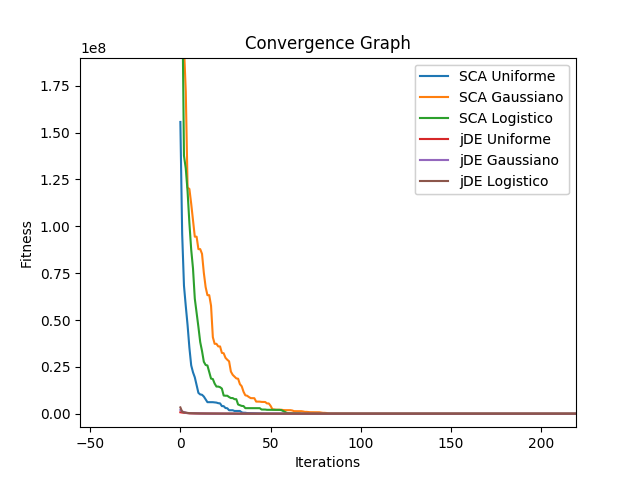 Convergence Graph
1e8
SCA Uniforme
SCA Gaussiano
SCA Logistico
jDE Uniforme
jDE Gaussiano
jDE Logistico
1.75
1.50
1.25
1.00
0.75
0.50
0.25
0.00
Fitness
−50 0 50 100 150 200
Iterations